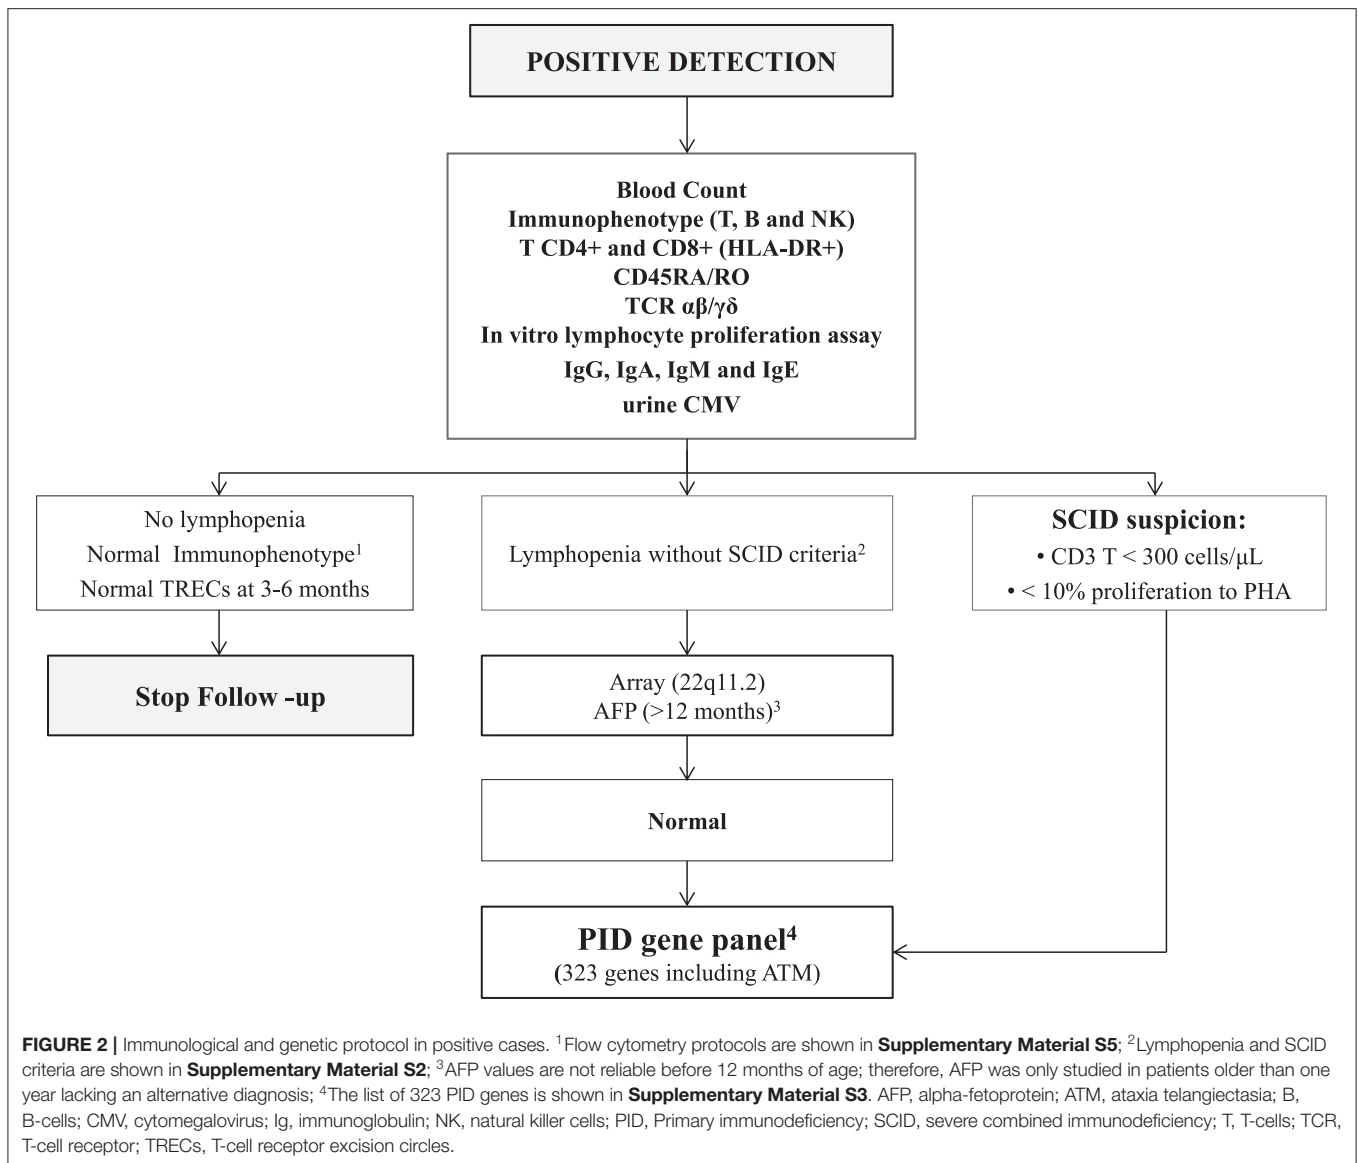 POSITIVE DETECTION
Blood Count
Immunophenotype (T, B and NK)
T CD4+ and CD8+ (HLA-DR+)
CD45RA/RO
TCR αβ/γδ
In vitro lymphocyte proliferation assay
IgG, IgA, IgM and IgE
urine CMV
No lymphopenia
Normal Immunophenotype¹
Normal TRECs at 3-6 months
Stop Follow -up
Lymphopenia without SCID criteria²
Array (22q11.2)
AFP (>12 months)³
Normal
SCID suspicion:
• CD3 T < 300 cells/μL
• < 10% proliferation to PHA
PID gene panel⁴
(323 genes including ATM)
FIGURE 2 | Immunological and genetic protocol in positive cases. ¹Flow cytometry protocols are shown in Supplementary Material S5; ²Lymphopenia and SCID
criteria are shown in Supplementary Material S2; ³AFP values are not reliable before 12 months of age; therefore, AFP was only studied in patients older than one
year lacking an alternative diagnosis; ⁴The list of 323 PID genes is shown in Supplementary Material S3. AFP, alpha-fetoprotein; ATM, ataxia telangiectasia; B,
B-cells; CMV, cytomegalovirus; Ig, immunoglobulin; NK, natural killer cells; PID, Primary immunodeficiency; SCID, severe combined immunodeficiency; T, T-cells; TCR,
T-cell receptor; TRECs, T-cell receptor excision circles.